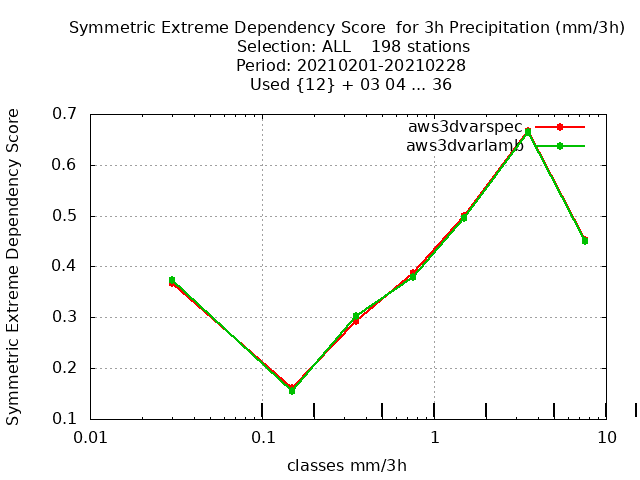 Symmetric Extreme Dependency Score  for 3h Precipitation (mm/3h)
Selection: ALL    198 stations
Period: 20210201-20210228
Used {12} + 03 04 ... 36
Symmetric Extreme Dependency Score
0.7
0.6
0.5
0.4
0.3
0.2
0.1
aws3dvarspec
aws3dvarlamb
0.01
0.1
1
10
classes mm/3h